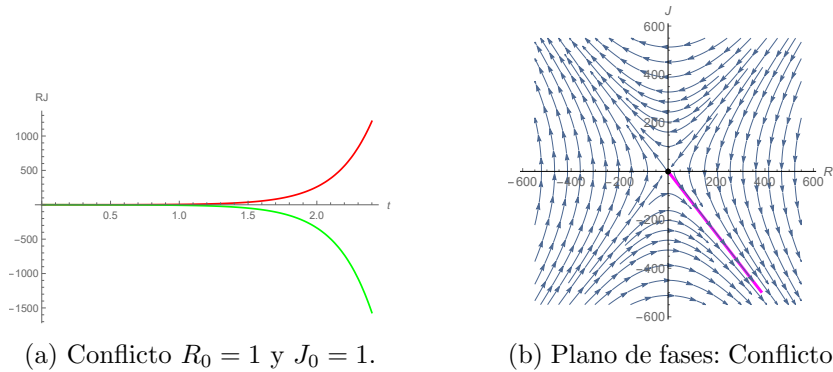 RJ
1000
500
0.5 1.0 1.5 2.0 t
−500
−1000
−1500
J
600
400
200
−600 −400 −200 200 400 600 R
−200
−400
−600
(a) Conflicto R₀ = 1 y J₀ = 1.
(b) Plano de fases: Conflicto